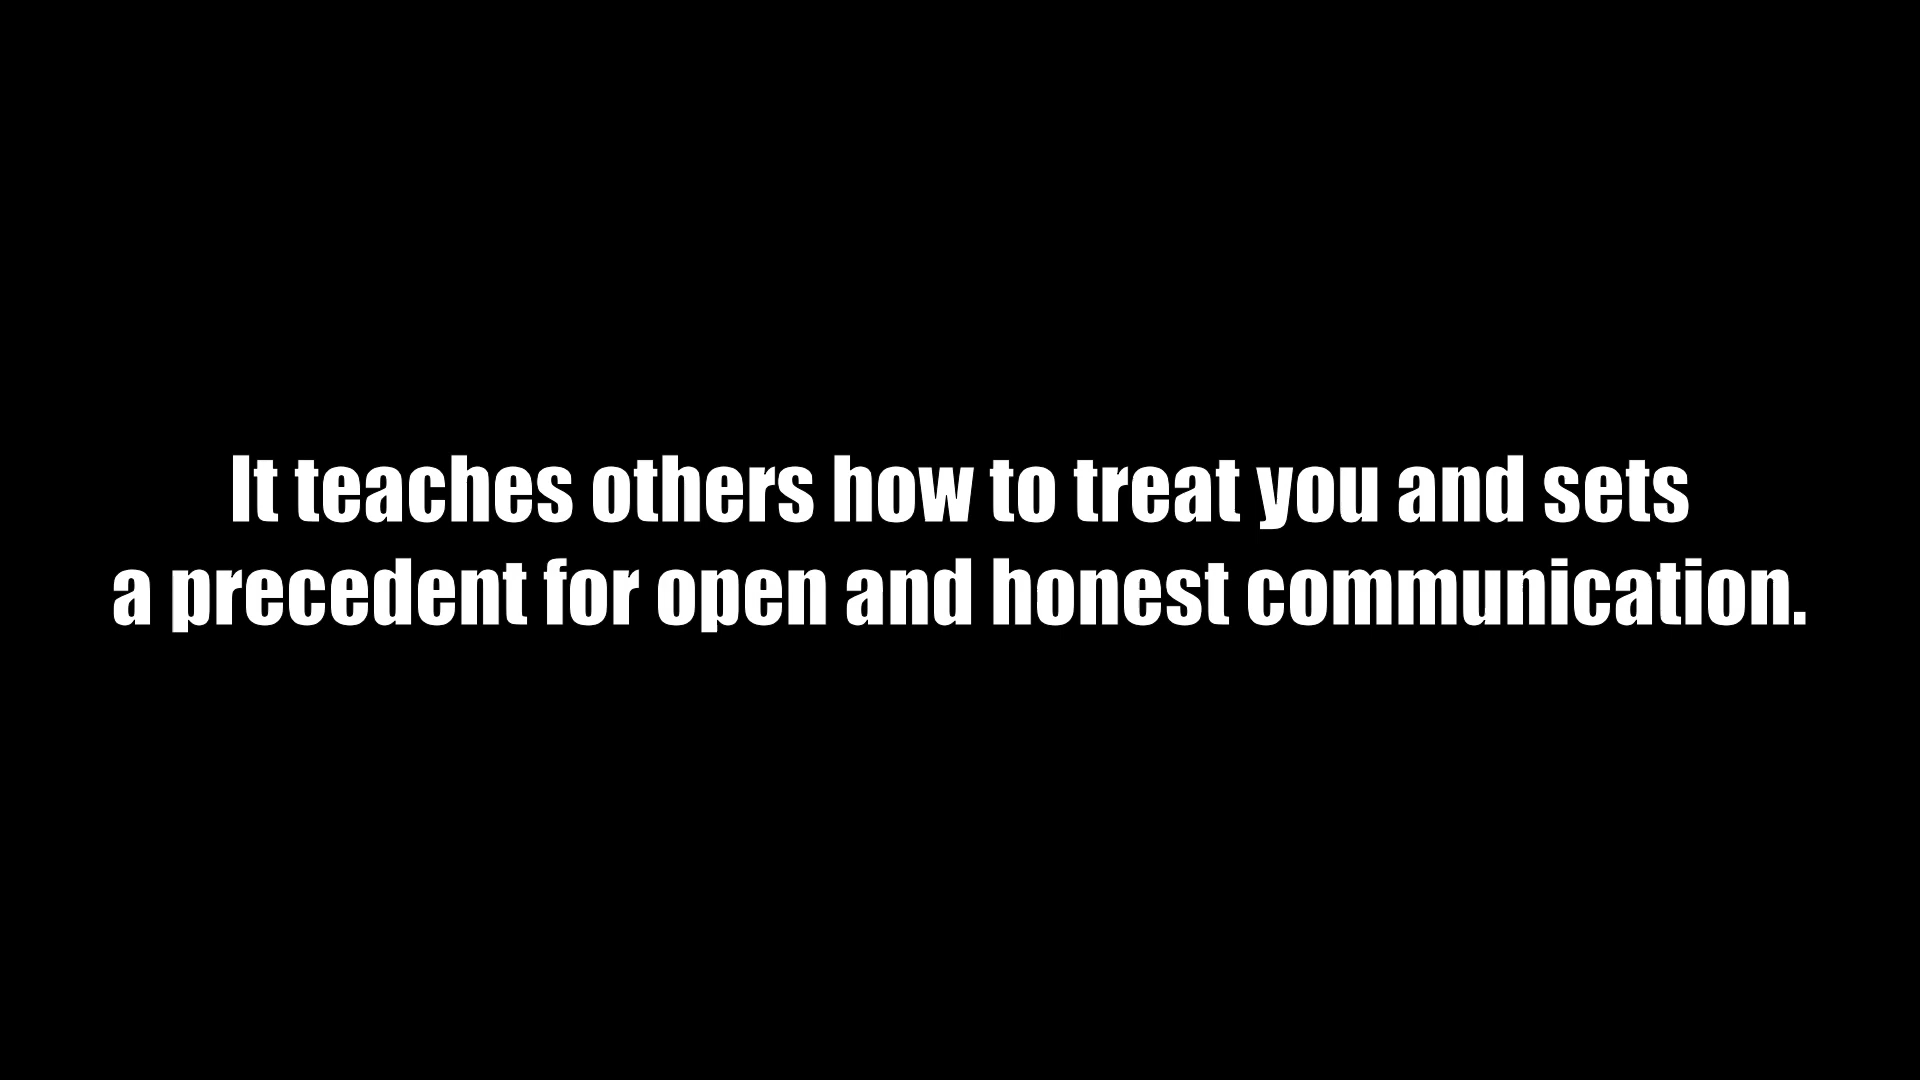 It teaches others how to treat you and sets
a precedent for open and honest communication.